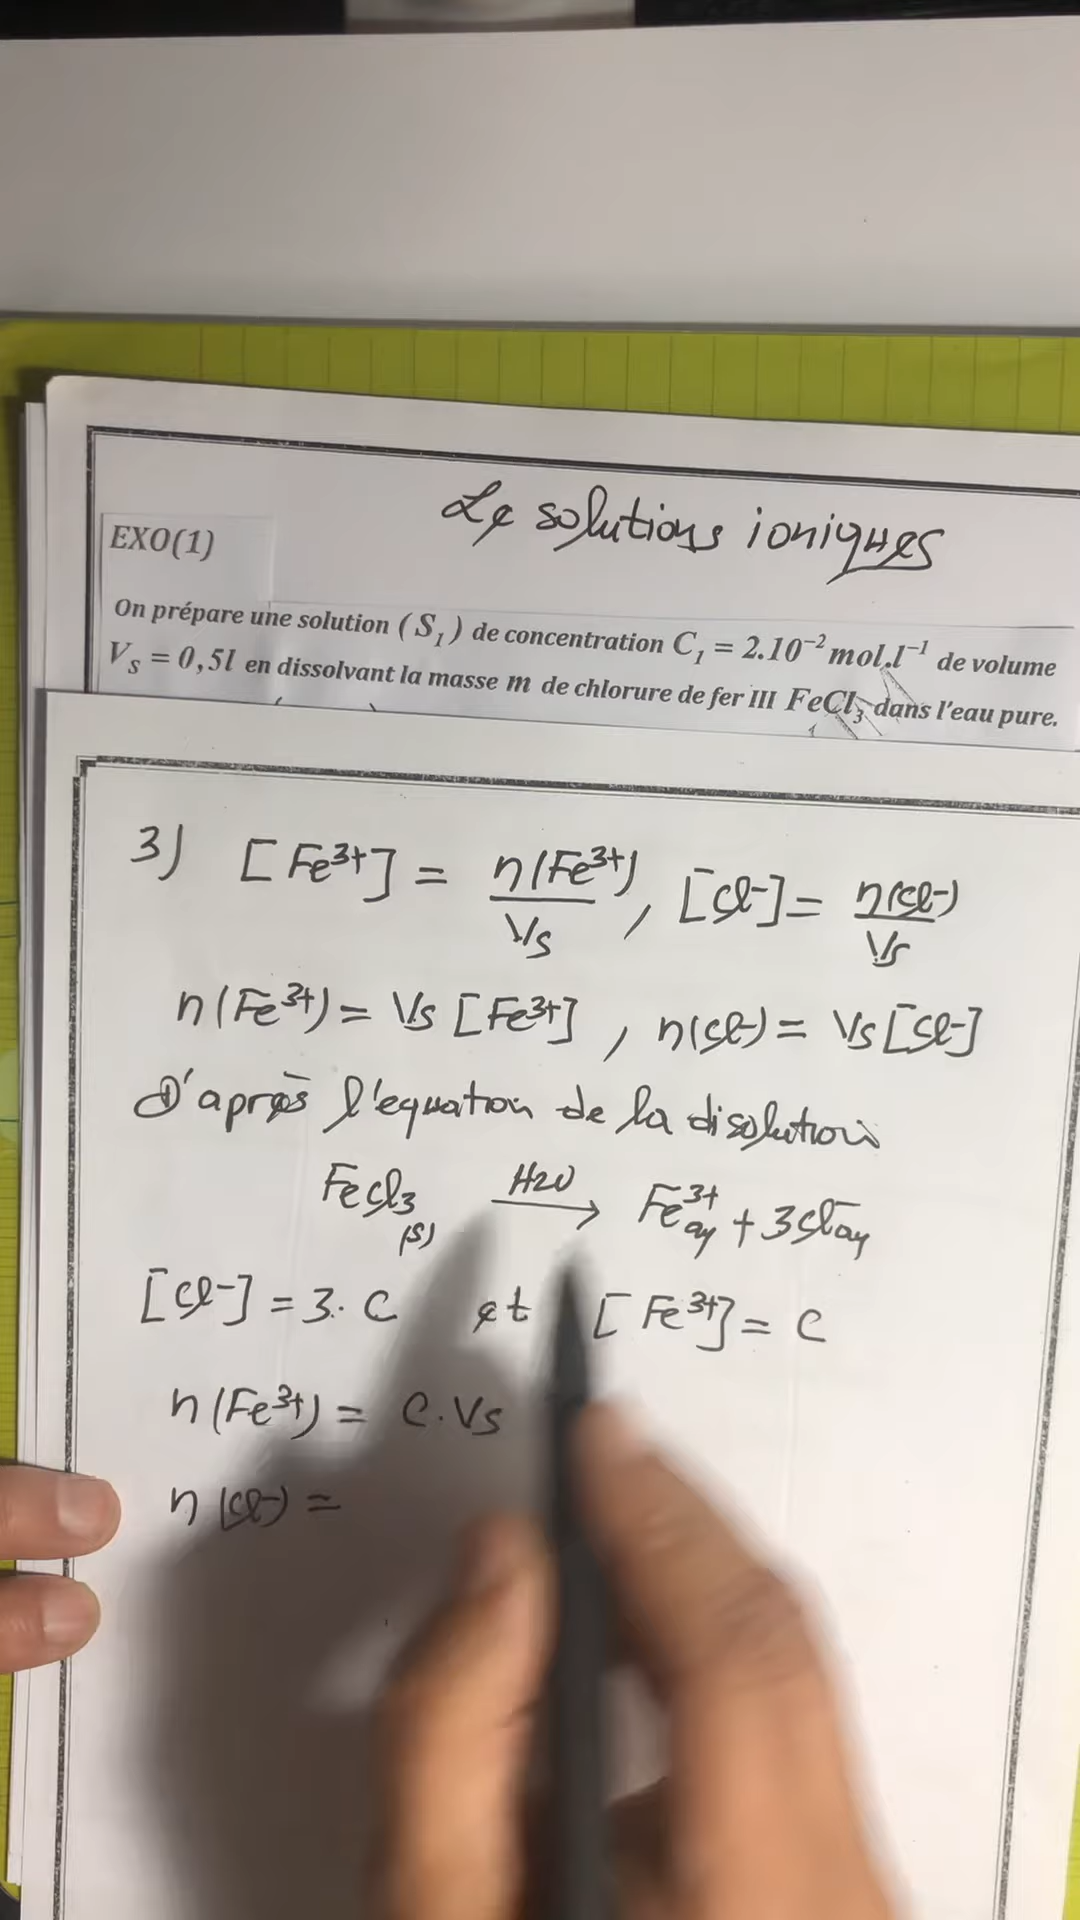 Le solutions ioniques
EXO(1)
On prépare une solution (S₁) de concentration C₁ = 2.10⁻² mol.l⁻¹ de volume
Vₛ = 0,5l en dissolvant la masse m de chlorure de fer III FeCl₃ dans l'eau pure.
3) [Fe³⁺] = n(Fe³⁺)/Vs , [Cl⁻] = n(Cl⁻)/Vs
n(Fe³⁺) = Vs [Fe³⁺] , n(Cl⁻) = Vs [Cl⁻]
D'après l'equation de la disolution
FeCl₃(s) H2O → Fe³⁺aq + 3Cl⁻aq
[Cl⁻] = 3. C et [Fe³⁺] = C
n(Fe³⁺) = C.Vs
n(Cl⁻) =